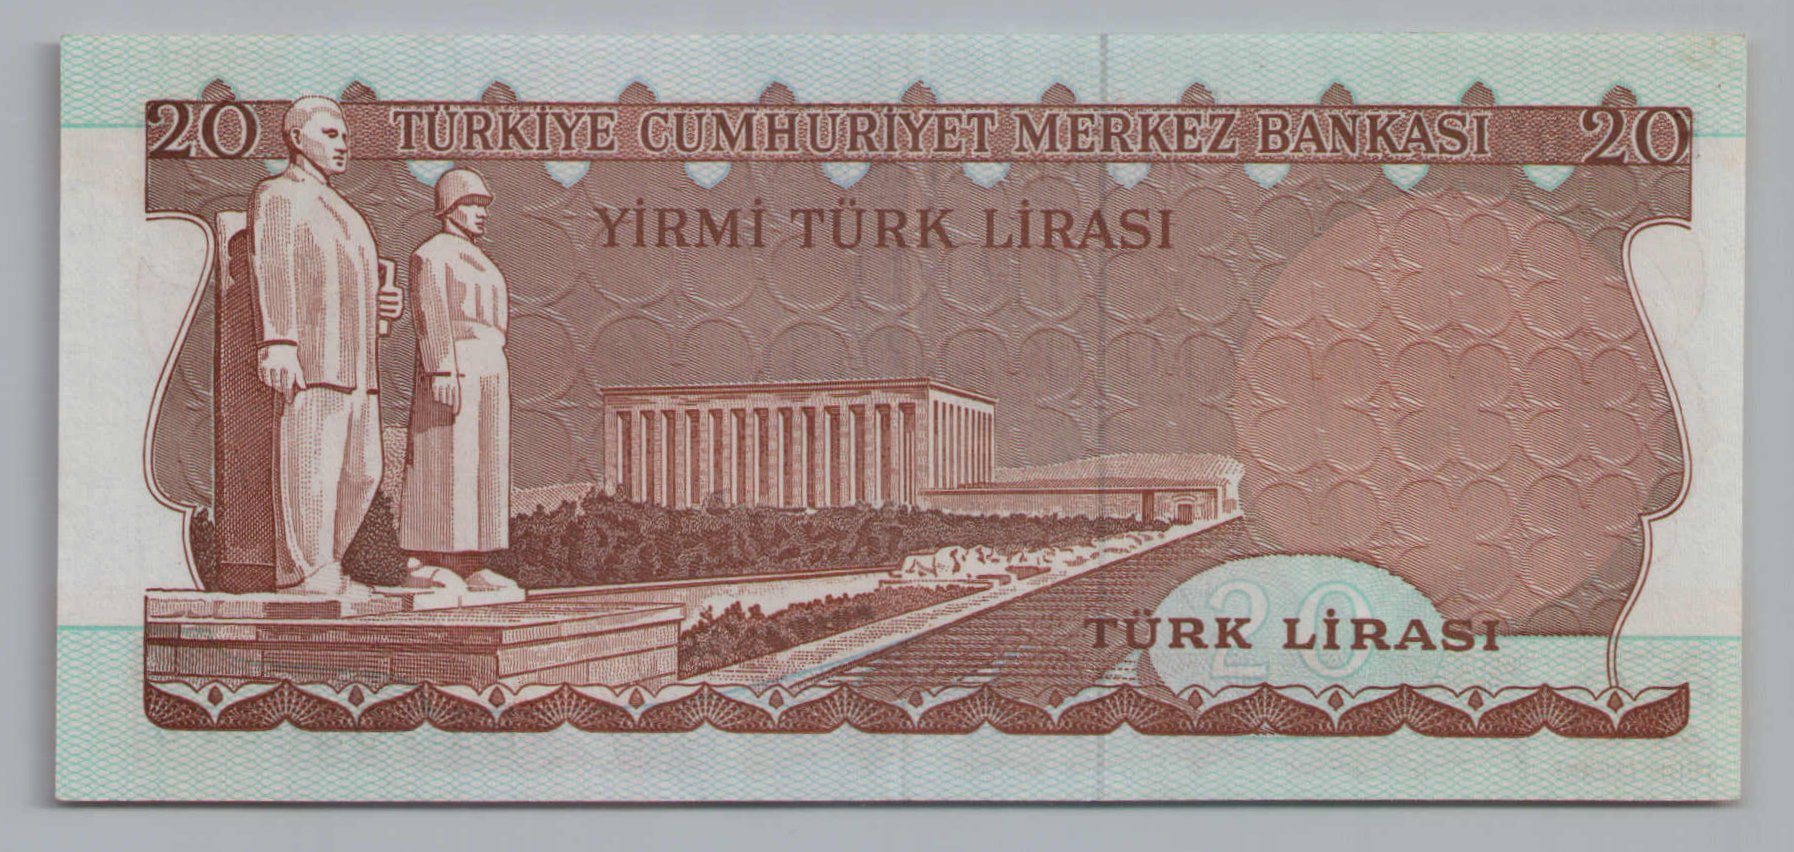 20 TÜRKİYE CUMHURİYET MERKEZ BANKASI 20
YİRMİ TÜRK LİRASI
20
TÜRK LİRASI